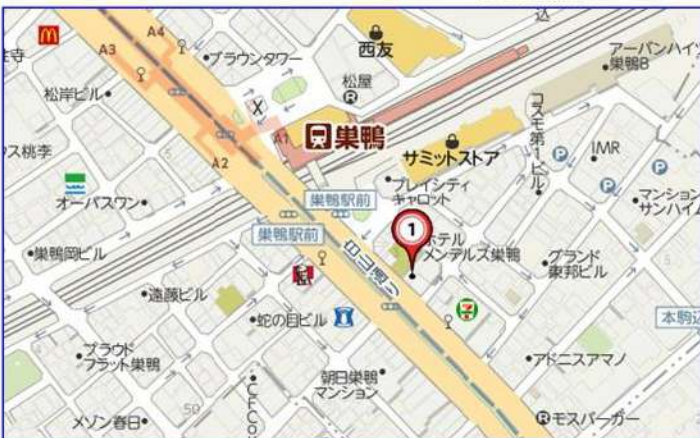 A4
A3
ブラウンタワー
西友
込
アーバンハイツ
巣鴨B
松屋
松岸ビル
A1
巣鴨
A2
サミットストア
コスモ第1ビル
IMR
P
P
P
ス桃李
オーパスワン
巣鴨駅前
プレイシティ
キャロット
マンション
サンハイ
巣鴨駅前
1
ホテル
メンテルス巣鴨
白山通り
巣鴨岡ビル
グランド
東邦ビル
遠藤ビル
蛇の目ビル
7
本駒込
プラウド
フラット巣鴨
朝日巣鴨
マンション
アドニスアマノ
50
メゾン春日
モスバーガー